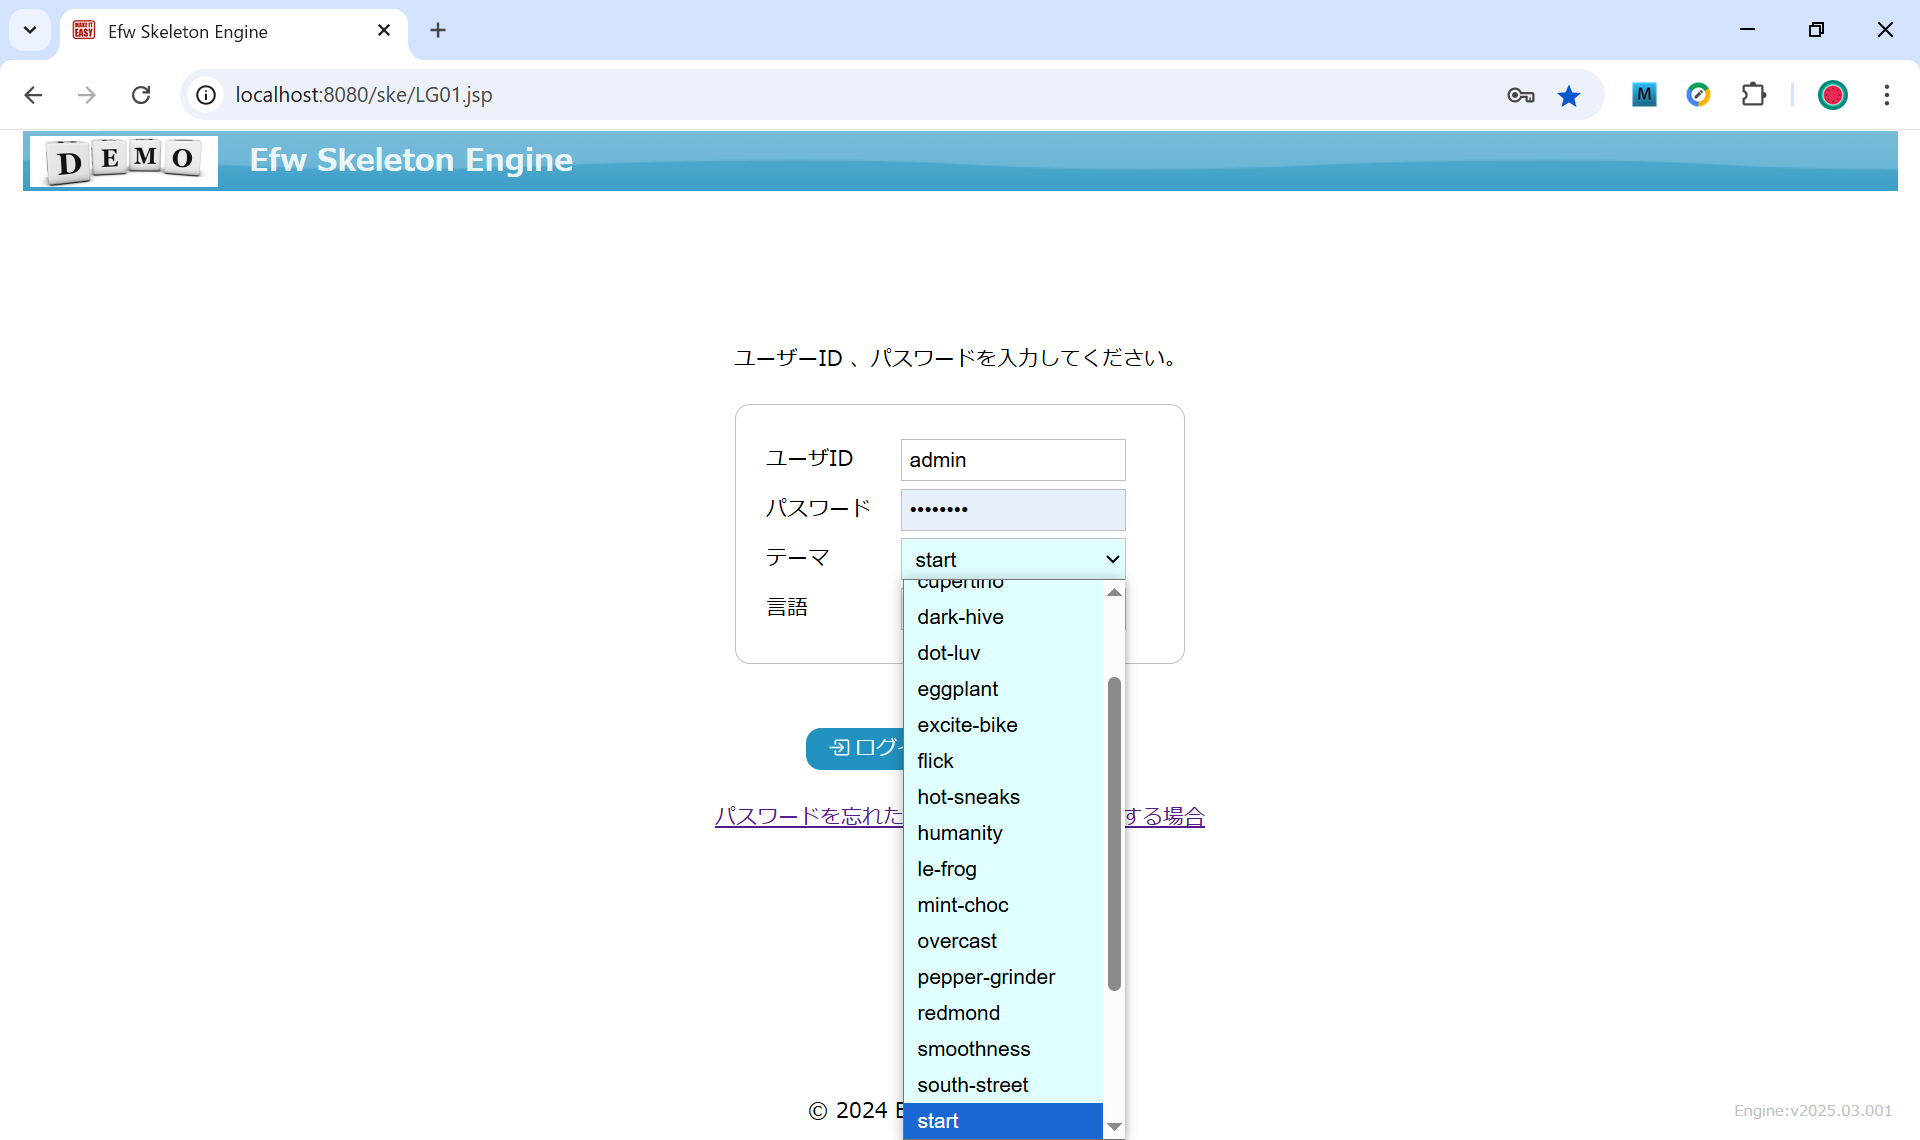 Efw Skeleton Engine
localhost:8080/ske/LG01.jsp
DEMO
Efw Skeleton Engine
ユーザーID 、パスワードを入力してください。
ユーザID
admin
パスワード
••••••••
テーマ
start
cupertino
言語
dark-hive
dot-luv
eggplant
excite-bike
flick
ログイ
hot-sneaks
パスワードを忘れた
する場合
humanity
le-frog
mint-choc
overcast
pepper-grinder
redmond
smoothness
south-street
© 2024 E
start
Engine:v2025.03.001